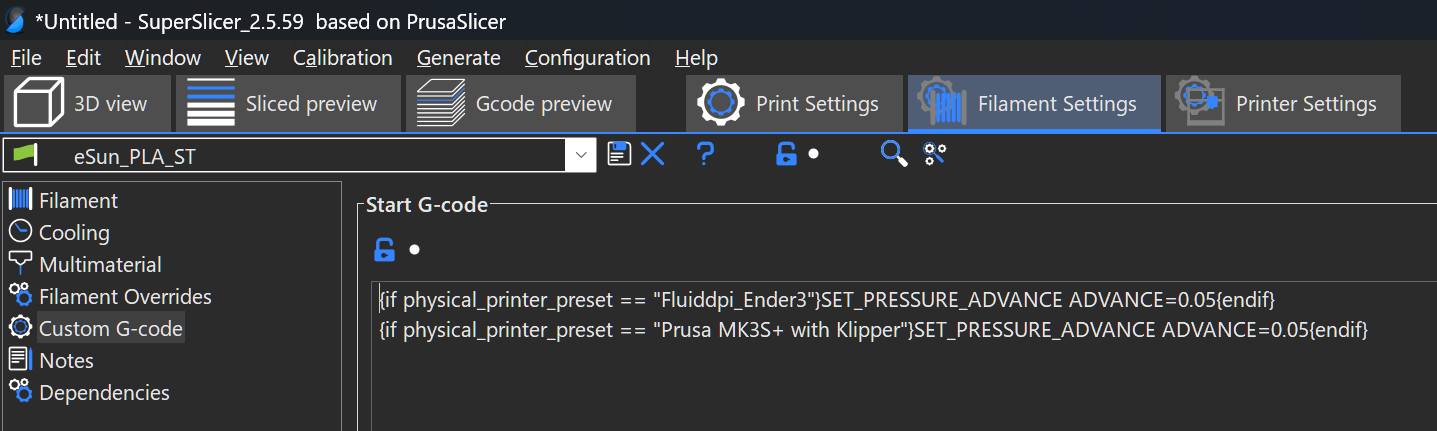 *Untitled - SuperSlicer_2.5.59 based on PrusaSlicer
File Edit Window View Calibration Generate Configuration Help
3D view Sliced preview Gcode preview Print Settings Filament Settings Printer Settings
eSun_PLA_ST
Filament
Cooling
Multimaterial
Filament Overrides
Custom G-code
Notes
Dependencies
Start G-code
{if physical_printer_preset == "Fluiddpi_Ender3"}SET_PRESSURE_ADVANCE ADVANCE=0.05{endif}
{if physical_printer_preset == "Prusa MK3S+ with Klipper"}SET_PRESSURE_ADVANCE ADVANCE=0.05{endif}